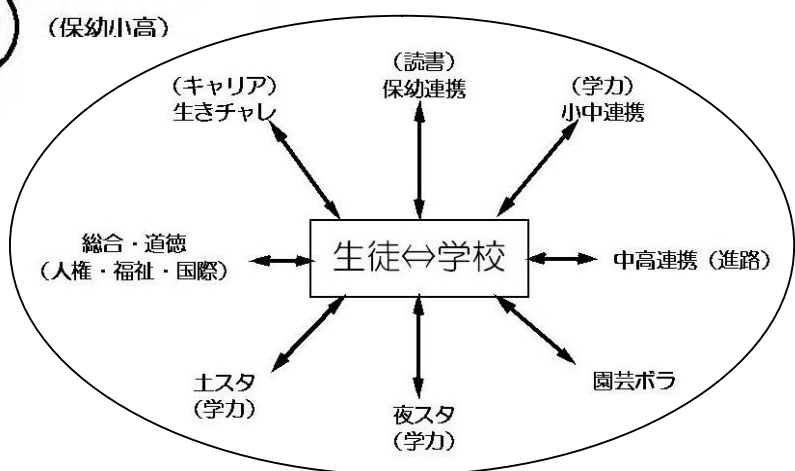 (保幼小高)
(読書)
保幼連携
(キャリア)
生きチャレ
(学力)
小中連携
総合・道徳
(人権・福祉・国際)
生徒⇔学校
中高連携(進路)
土スタ
(学力)
夜スタ
(学力)
園芸ボラ